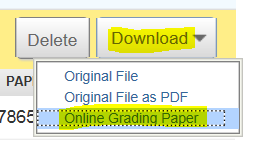 Delete Download
PAP
Original File
Original File as PDF
7865
Online Grading Paper